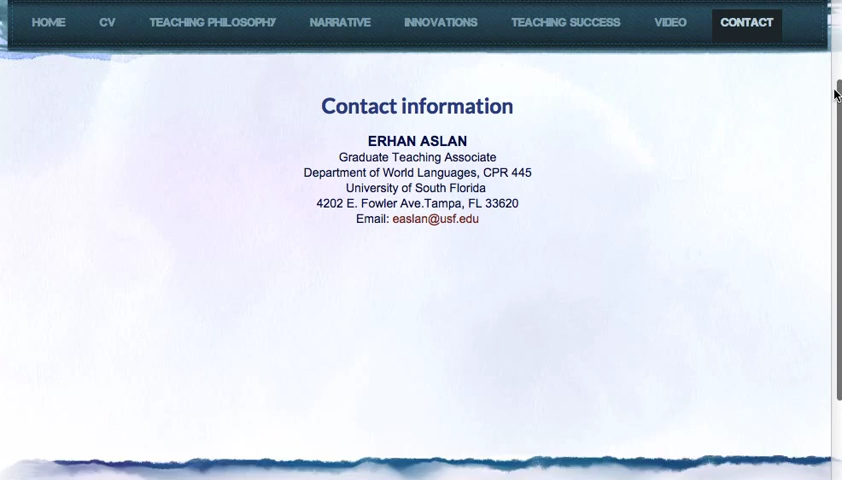 HOME CV TEACHING PHILOSOPHY NARRATIVE INNOVATIONS TEACHING SUCCESS VIDEO CONTACT
Contact information
ERHAN ASLAN
Graduate Teaching Associate
Department of World Languages, CPR 445
University of South Florida
4202 E. Fowler Ave.Tampa, FL 33620
Email: easlan@usf.edu